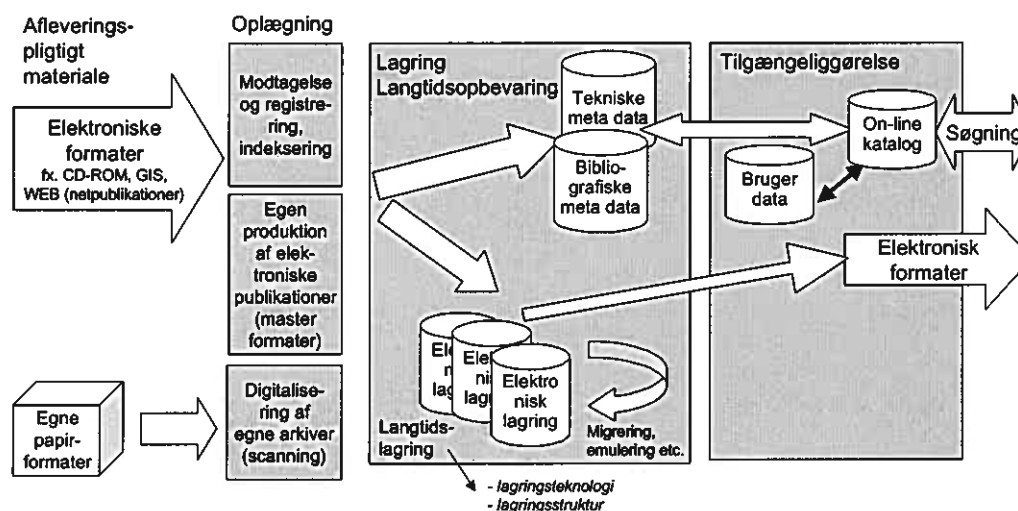 Afleverings-
pligtigt
materiale
Elektroniske
formater
fx. CD-ROM, GIS,
WEB (netpublikationer)
Egne
papir-
formater
Oplægning
Modtagelse
og registre-
ring,
indeksering
Egen
produktion
af elek-
troniske
publikationer
(master
formater)
Digitalise-
ring af
egne arkiver
(scanning)
Lagring
Langtidsopbevaring
Tekniske
meta data
Biblio-
grafiske
meta data
Elektro
nisk
lagring
Langtids-
lagring
Migrering,
emulering etc.
- lagringsteknologi
- lagringsstruktur
Tilgængeliggørelse
On-line
katalog
Bruger
data
Søgning
Elektronisk
formater